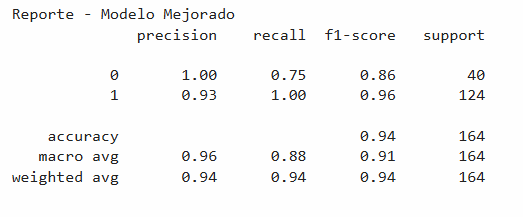 Reporte - Modelo Mejorado
precision recall f1-score support
0 1.00 0.75 0.86 40
1 0.93 1.00 0.96 124
accuracy 0.94 164
macro avg 0.96 0.88 0.91 164
weighted avg 0.94 0.94 0.94 164